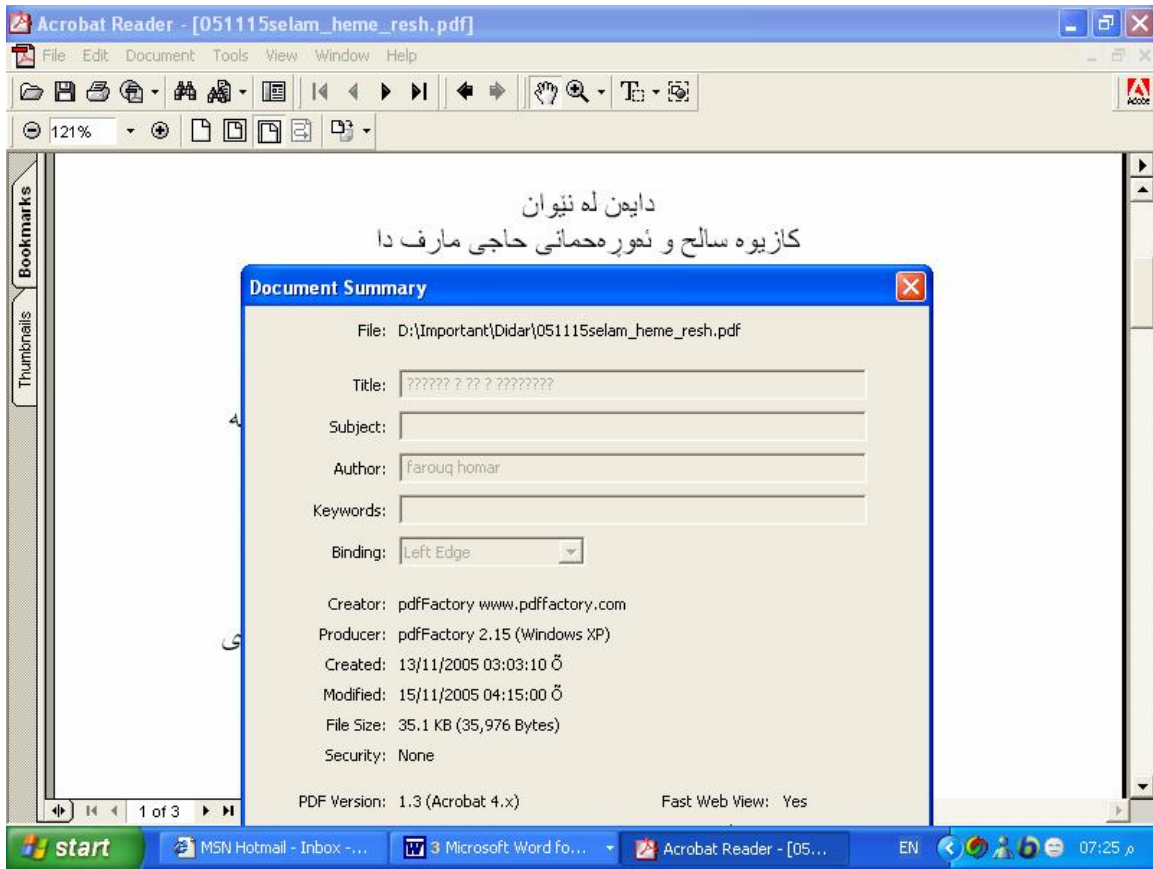 Acrobat Reader - [051115selam_heme_resh.pdf]
File Edit Document Tools View Window Help
Adobe
121%
Bookmarks
Thumbnails
دایەن لە نێوان
کازیوە سالح و ئەوڕەحمانی حاجی مارف دا
Document Summary
File: D:\Important\Didar\051115selam_heme_resh.pdf
Title: ?????? ? ?? ? ????????
Subject:
Author: farouq homar
Keywords:
Binding: Left Edge
Creator: pdfFactory www.pdffactory.com
Producer: pdfFactory 2.15 (Windows XP)
Created: 13/11/2005 03:03:10 Õ
Modified: 15/11/2005 04:15:00 Õ
File Size: 35.1 KB (35,976 Bytes)
Security: None
PDF Version: 1.3 (Acrobat 4.x) Fast Web View: Yes
1 of 3
start MSN Hotmail - Inbox -... 3 Microsoft Word fo... Acrobat Reader - [05... EN 07:25 م